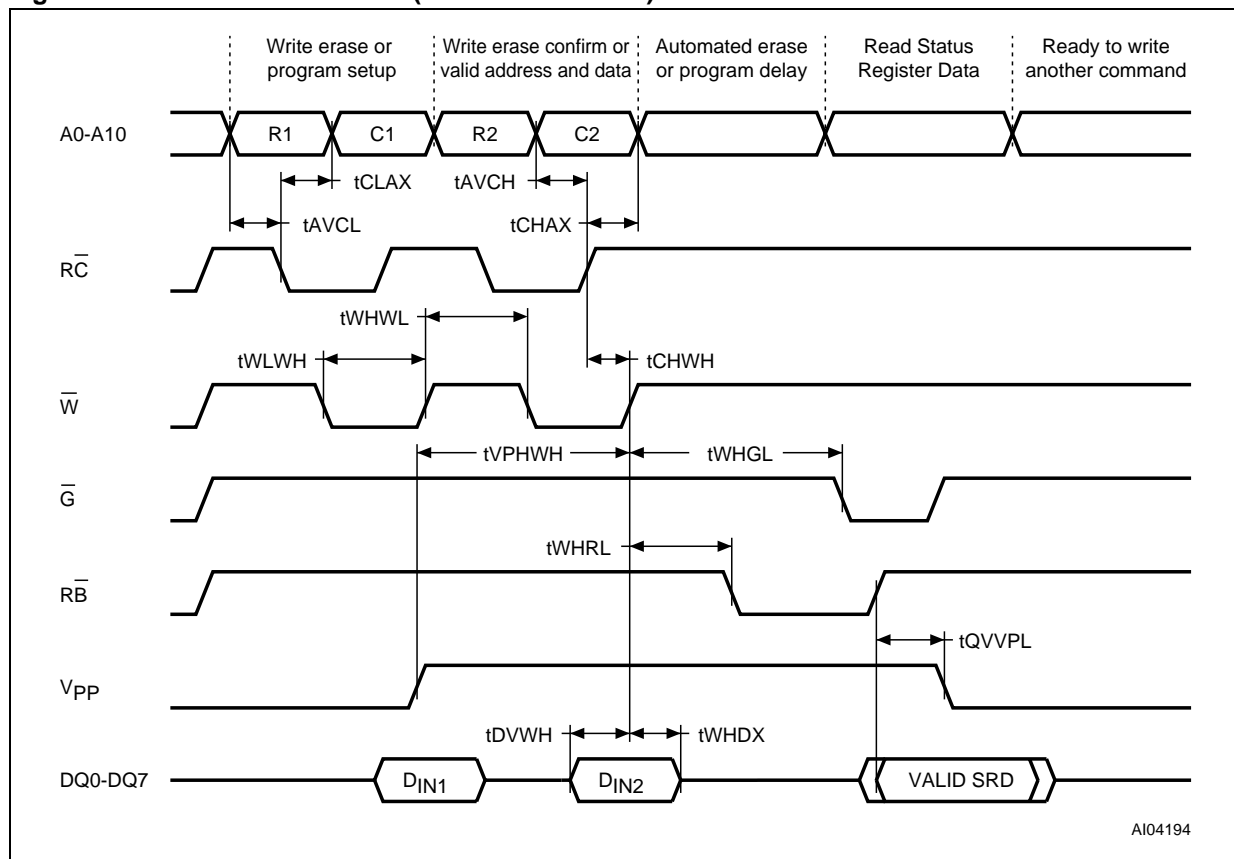 Write erase or
program setup
Write erase confirm or
valid address and data
Automated erase
or program delay
Read Status
Register Data
Ready to write
another command
A0-A10
R1
C1
R2
C2
tCLAX
tAVCH
tAVCL
tCHAX
RC̅
tWHWL
tWLWH
tCHWH
W̅
tVPHWH
tWHGL
G̅
tWHRL
RB̅
tQVVPL
VPP
tDVWH
tWHDX
DQ0-DQ7
DIN1
DIN2
VALID SRD
AI04194